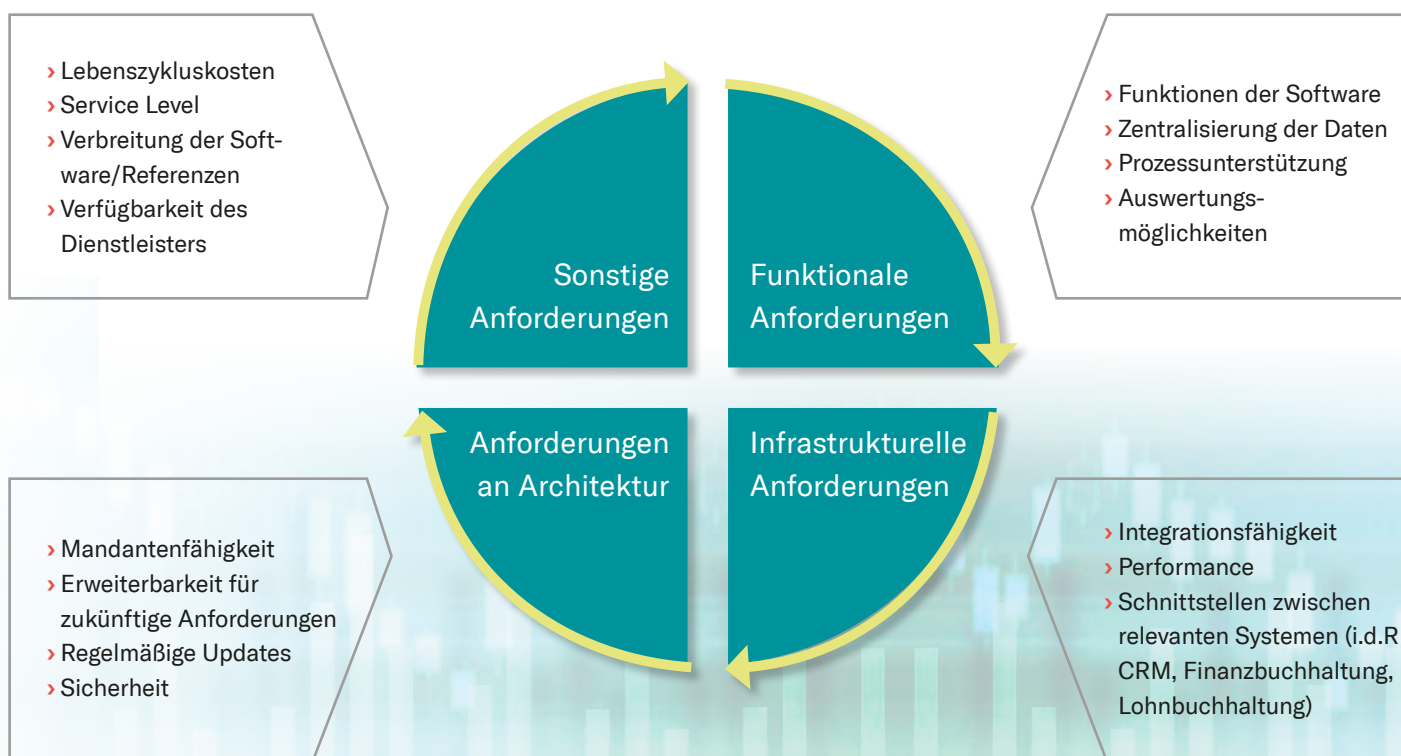 › Lebenszykluskosten
› Service Level
› Verbreitung der Soft-
ware/Referenzen
› Verfügbarkeit des
Dienstleisters
› Funktionen der Software
› Zentralisierung der Daten
› Prozessunterstützung
› Auswertungs-
möglichkeiten
Sonstige
Anforderungen
Funktionale
Anforderungen
Anforderungen
an Architektur
Infrastrukturelle
Anforderungen
› Mandantenfähigkeit
› Erweiterbarkeit für
zukünftige Anforderungen
› Regelmäßige Updates
› Sicherheit
› Integrationsfähigkeit
› Performance
› Schnittstellen zwischen
relevanten Systemen (i.d.R
CRM, Finanzbuchhaltung,
Lohnbuchhaltung)